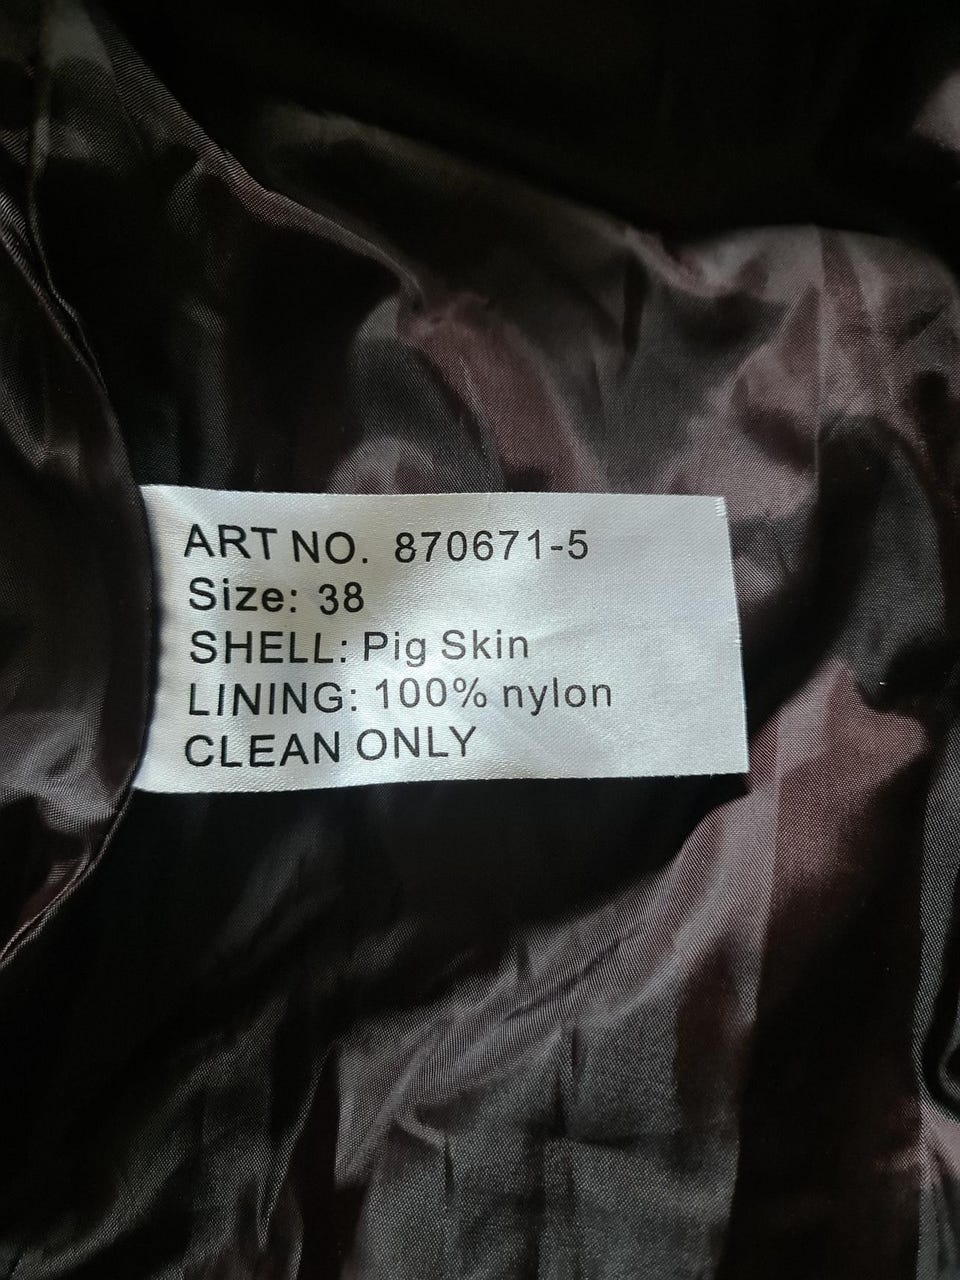 ART NO. 870671-5
Size: 38
SHELL: Pig Skin
LINING: 100% nylon
CLEAN ONLY